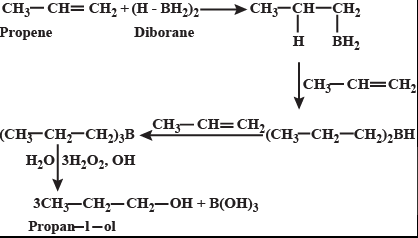 CH₃—CH=CH₂ + (H - BH₂)₂ ⟶ CH₃—CH—CH₂
Propene Diborane
H BH₂
CH₃—CH=CH₂
(CH₃—CH₂—CH₂)₃B ⟵ CH₃—CH=CH₂ (CH₃—CH₂—CH₂)₂BH
H₂O 3H₂O₂, OH
3CH₃—CH₂—CH₂—OH + B(OH)₃
Propan—l—ol